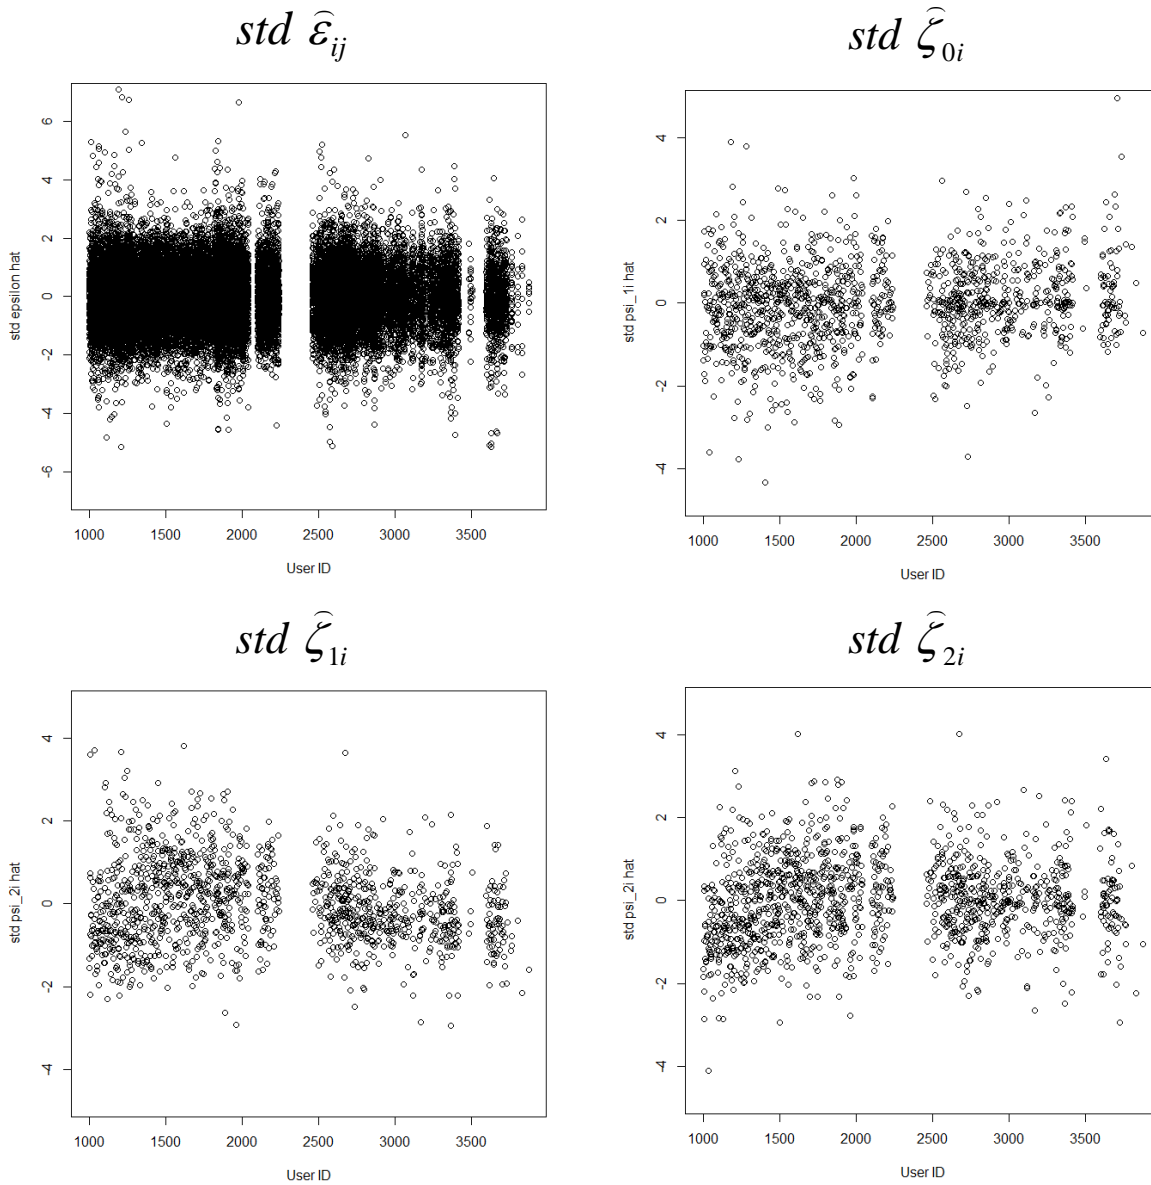 std ε̂ij
std ζ̂0i
std epsilon hat
6
4
2
0
-2
-4
-6
1000 1500 2000 2500 3000 3500
User ID
std psi_1i hat
4
2
0
-2
-4
1000 1500 2000 2500 3000 3500
User ID
std ζ̂1i
std ζ̂2i
std psi_2i hat
4
2
0
-2
-4
1000 1500 2000 2500 3000 3500
User ID
std psi_2i hat
4
2
0
-2
-4
1000 1500 2000 2500 3000 3500
User ID